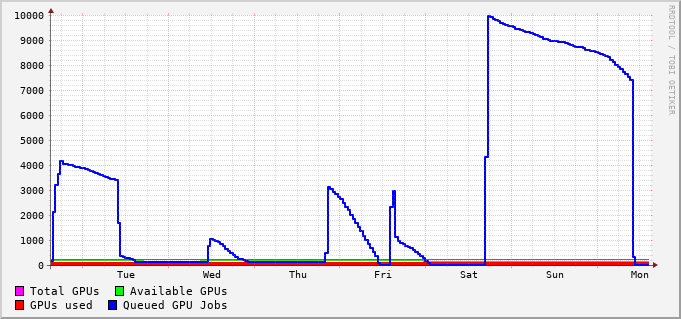 RRDTOOL / TOBI OETIKER
10000
9000
8000
7000
6000
5000
4000
3000
2000
1000
0
Tue Wed Thu Fri Sat Sun Mon
Total GPUs Available GPUs
GPUs used Queued GPU Jobs